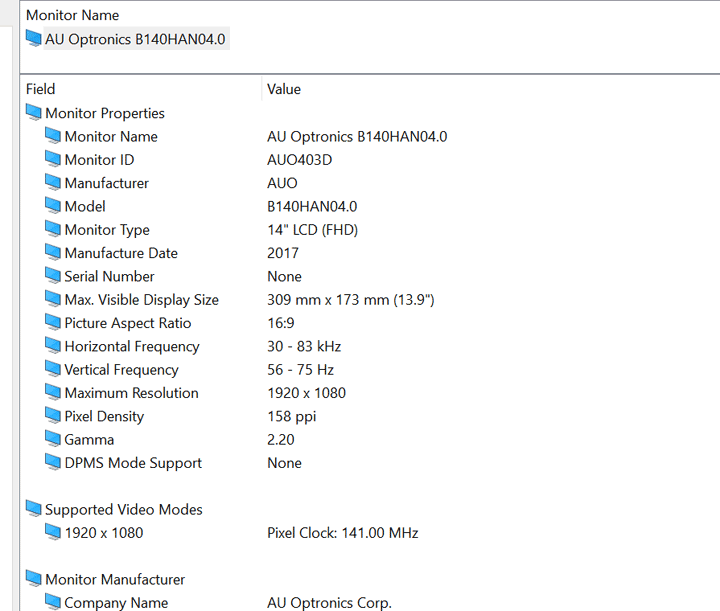 Monitor Name
AU Optronics B140HAN04.0
Field Value
Monitor Properties
Monitor Name AU Optronics B140HAN04.0
Monitor ID AUO403D
Manufacturer AUO
Model B140HAN04.0
Monitor Type 14" LCD (FHD)
Manufacture Date 2017
Serial Number None
Max. Visible Display Size 309 mm x 173 mm (13.9")
Picture Aspect Ratio 16:9
Horizontal Frequency 30 - 83 kHz
Vertical Frequency 56 - 75 Hz
Maximum Resolution 1920 x 1080
Pixel Density 158 ppi
Gamma 2.20
DPMS Mode Support None
Supported Video Modes
1920 x 1080 Pixel Clock: 141.00 MHz
Monitor Manufacturer
Company Name AU Optronics Corp.